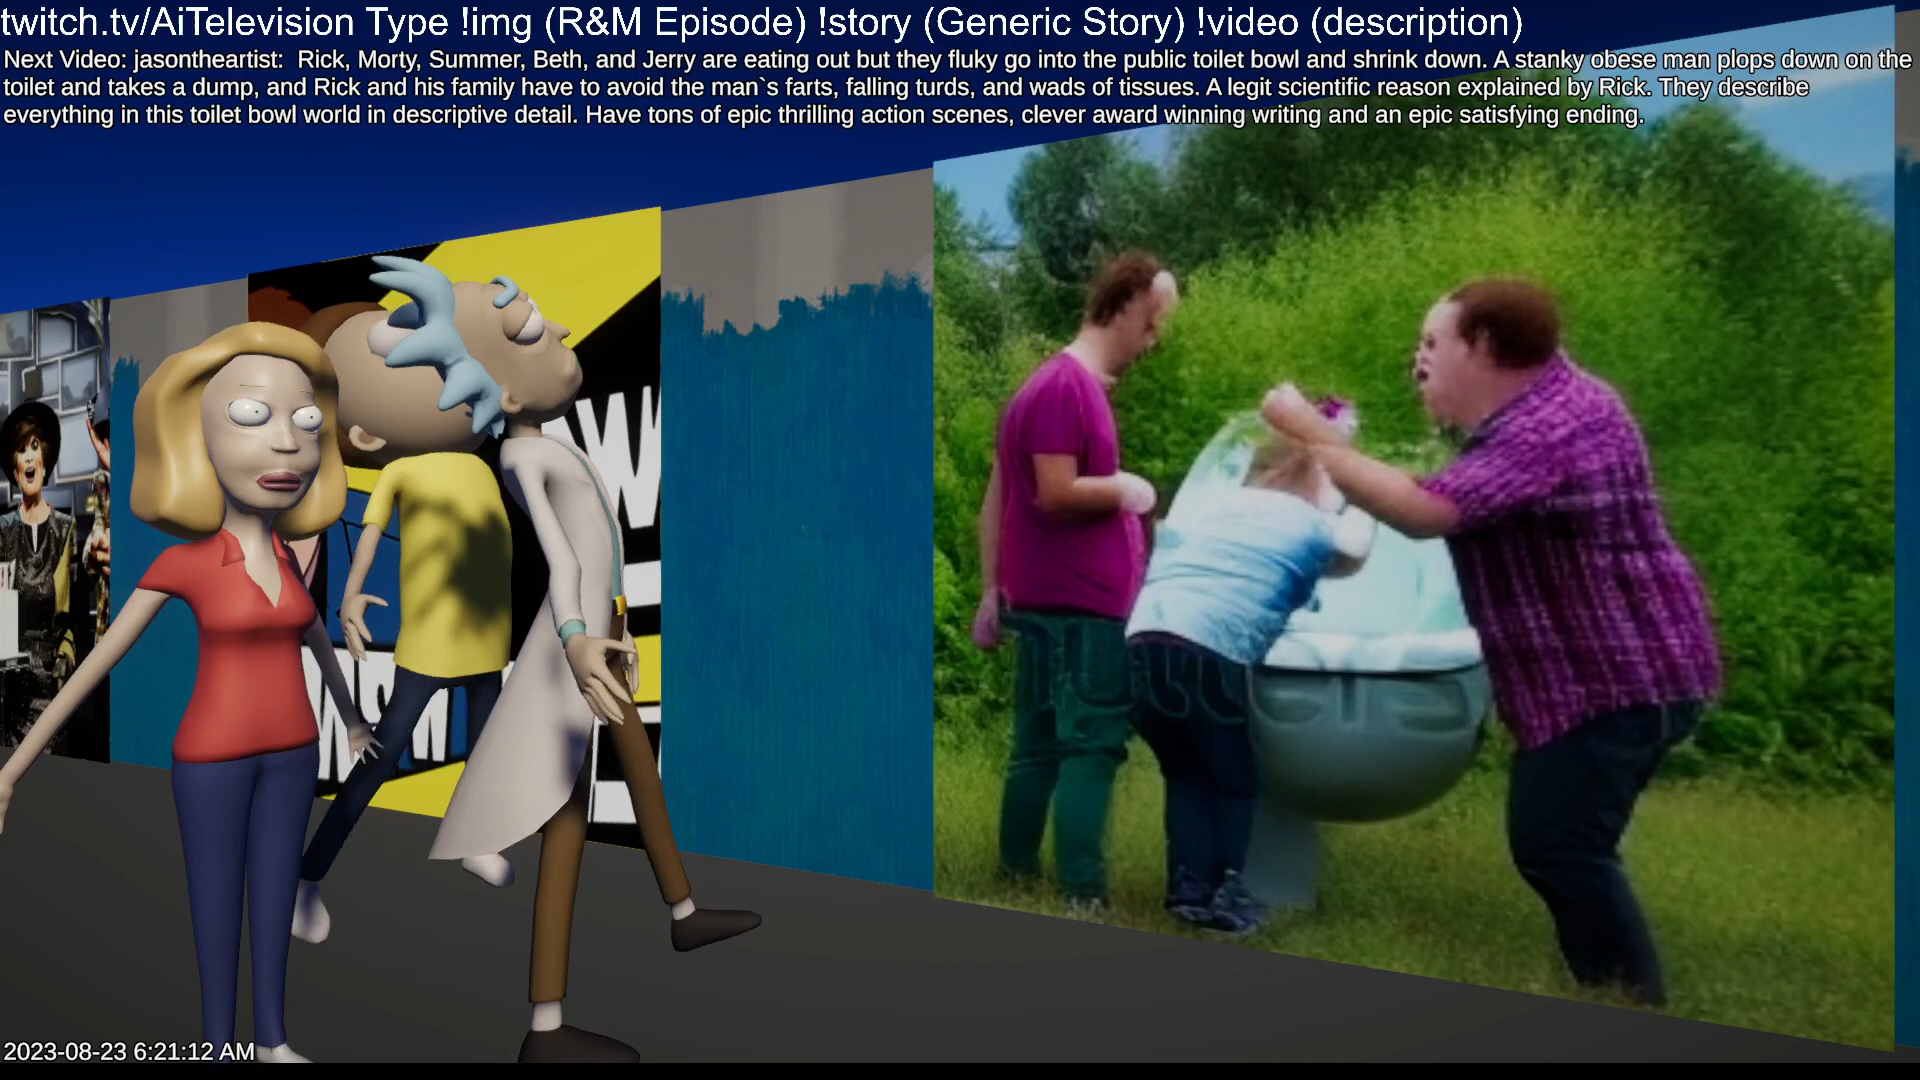 twitch.tv/AiTelevision Type !img (R&M Episode) !story (Generic Story) !video (description)
Next Video: jasontheartist:  Rick, Morty, Summer, Beth, and Jerry are eating out but they fluky go into the public toilet bowl and shrink down. A stanky obese man plops down on the
toilet and takes a dump, and Rick and his family have to avoid the man`s farts, falling turds, and wads of tissues. A legit scientific reason explained by Rick. They describe
everything in this toilet bowl world in descriptive detail. Have tons of epic thrilling action scenes, clever award winning writing and an epic satisfying ending.
2023-08-23 6:21:12 AM